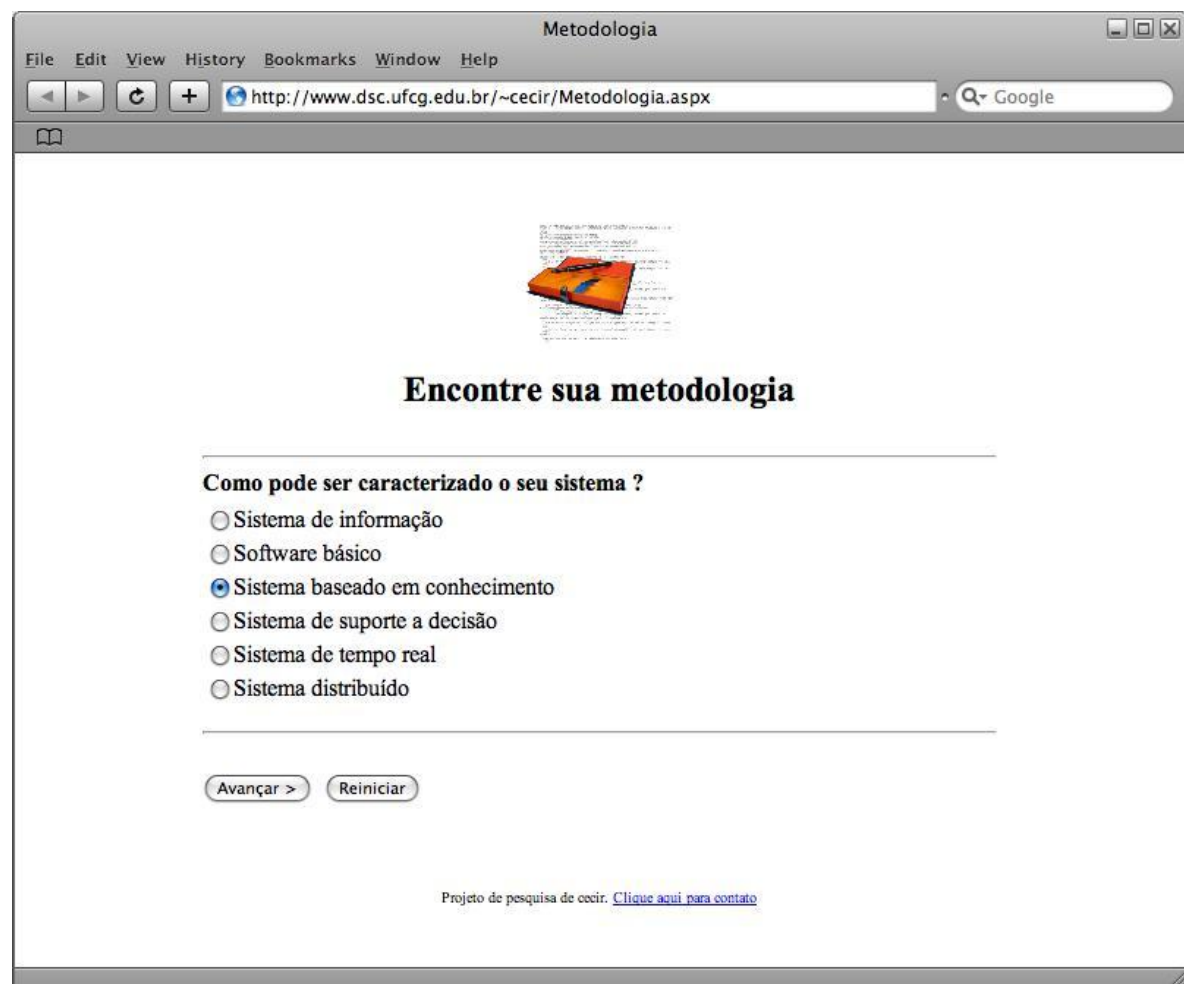 Metodologia
File Edit View History Bookmarks Window Help
http://www.dsc.ufcg.edu.br/~cecir/Metodologia.aspx
Google
Encontre sua metodologia
Como pode ser caracterizado o seu sistema ?
Sistema de informação
Software básico
Sistema baseado em conhecimento
Sistema de suporte a decisão
Sistema de tempo real
Sistema distribuído
Avançar > Reiniciar
Projeto de pesquisa de cecir. Clique aqui para contato